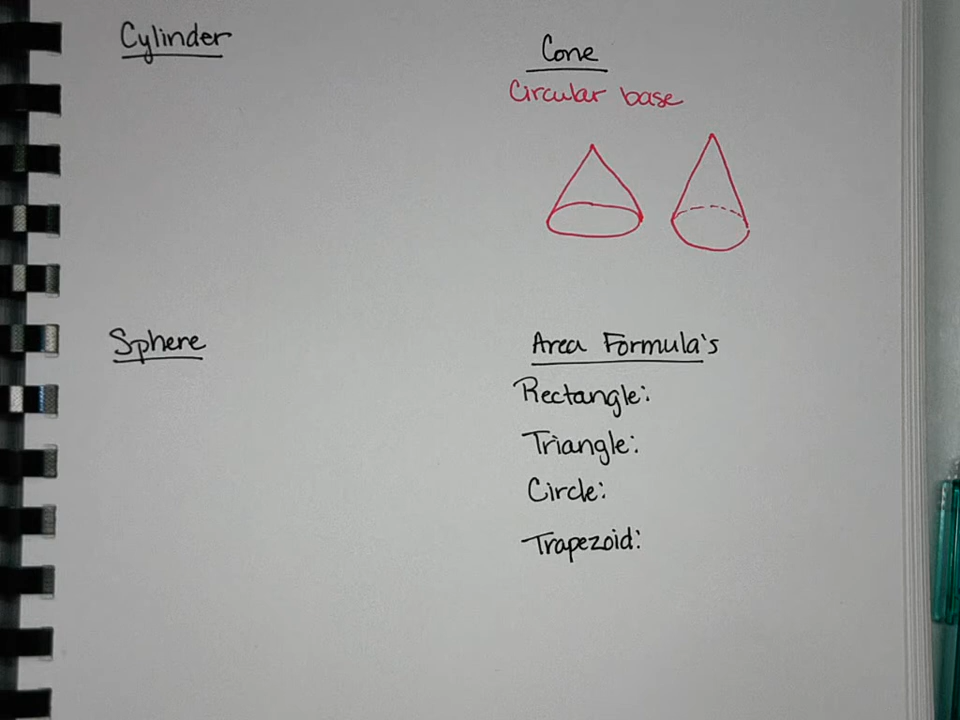 Cylinder
Cone
Circular base
Sphere
Area Formula's
Rectangle:
Triangle:
Circle:
Trapezoid: